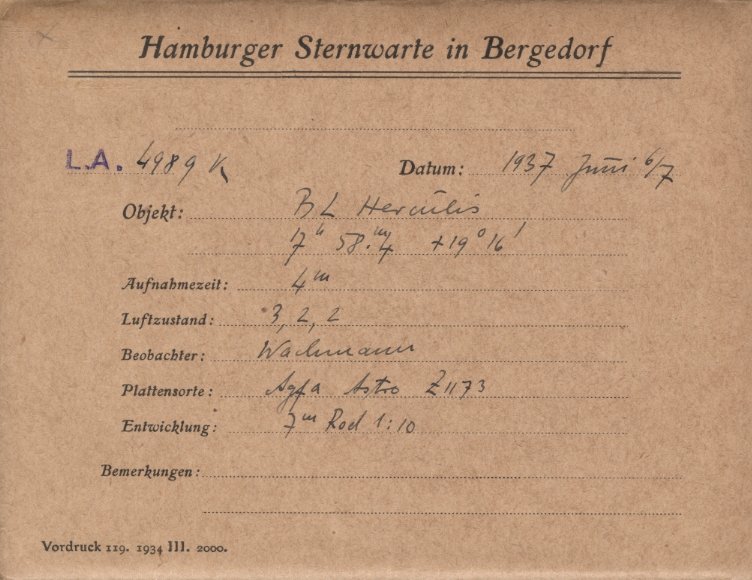 Hamburger Sternwarte in Bergedorf
L.A. 4989 K Datum: 1937 Juni 6/7
Objekt: BL Herculis
17h 58.m4 +19° 16'
Aufnahmezeit: 4m
Luftzustand: 3, 2, 2
Beobachter: Wachmann
Plattensorte: Agfa Astro Z1173
Entwicklung: 7m Rod 1:10
Bemerkungen:
Vordruck 119. 1934 III. 2000.